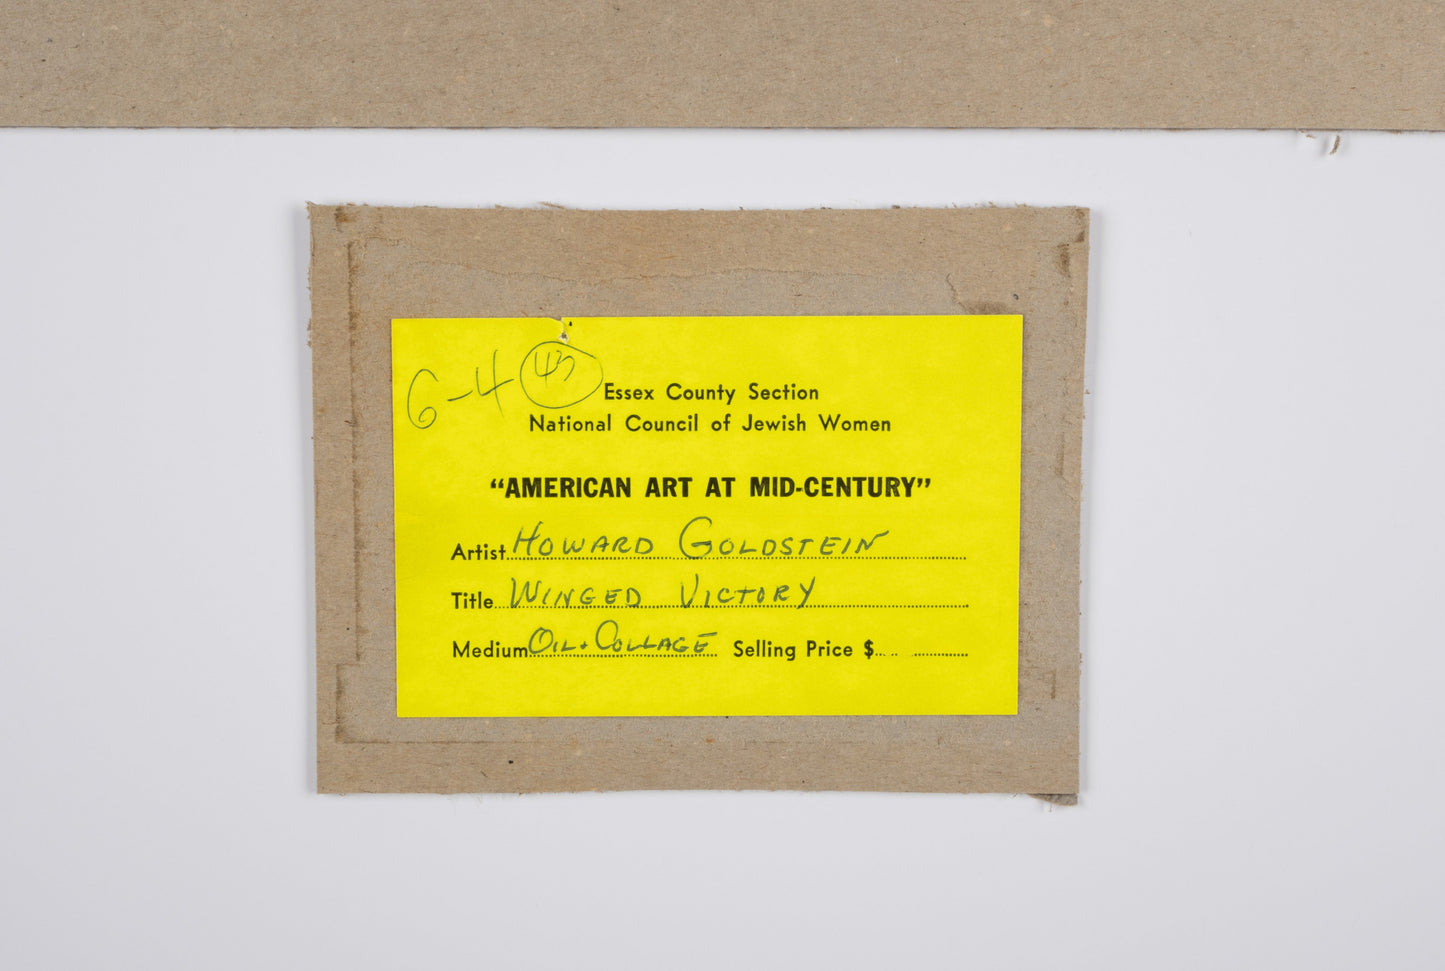 6-4 43
Essex County Section
National Council of Jewish Women
"AMERICAN ART AT MID-CENTURY"
Artist HOWARD GOLDSTEIN
Title WINGED VICTORY
Medium OIL + COLLAGE Selling Price $